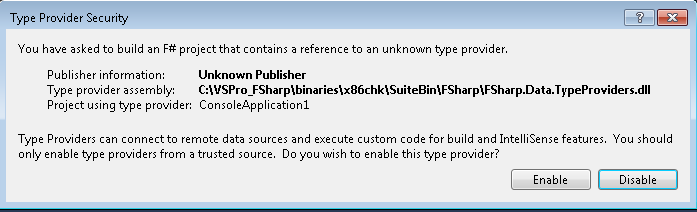 Type Provider Security
You have asked to build an F# project that contains a reference to an unknown type provider.
Publisher information: Unknown Publisher
Type provider assembly: C:\VSPro_FSharp\binaries\x86chk\SuiteBin\FSharp\FSharp.Data.TypeProviders.dll
Project using type provider: ConsoleApplication1
Type Providers can connect to remote data sources and execute custom code for build and IntelliSense features. You should
only enable type providers from a trusted source. Do you wish to enable this type provider?
Enable Disable